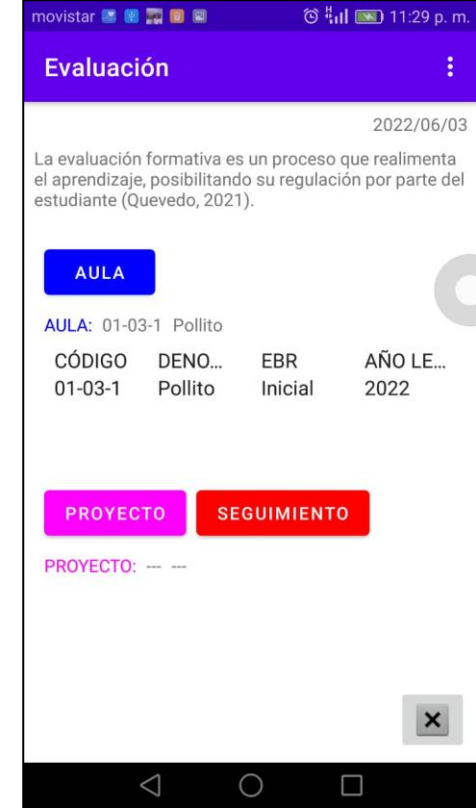 movistar 11:29 p. m.
Evaluación
2022/06/03
La evaluación formativa es un proceso que realimenta
el aprendizaje, posibilitando su regulación por parte del
estudiante (Quevedo, 2021).
AULA
AULA: 01-03-1 Pollito
CÓDIGO DENO... EBR AÑO LE...
01-03-1 Pollito Inicial 2022
PROYECTO SEGUIMIENTO
PROYECTO: --- ---